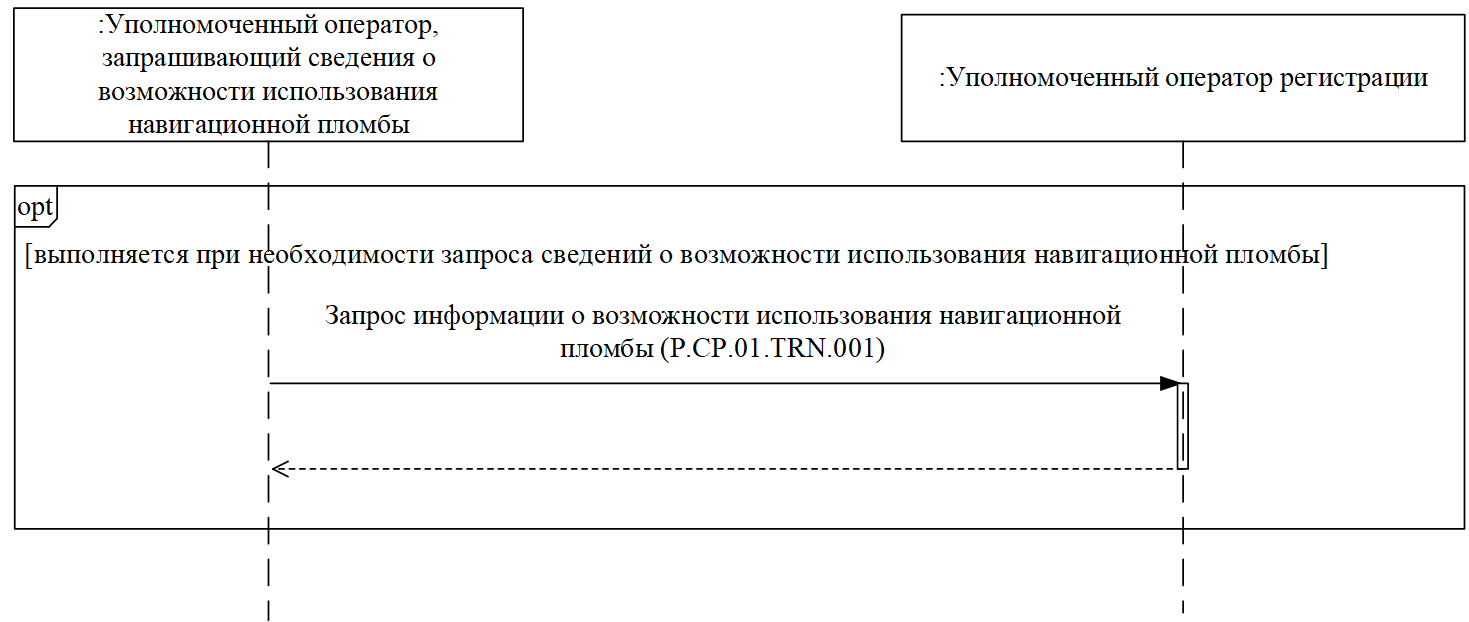 :Уполномоченный оператор,
запрашивающий сведения о
возможности использования
навигационной пломбы
:Уполномоченный оператор регистрации
opt
[выполняется при необходимости запроса сведений о возможности использования навигационной пломбы]
Запрос информации о возможности использования навигационной
пломбы (P.CP.01.TRN.001)